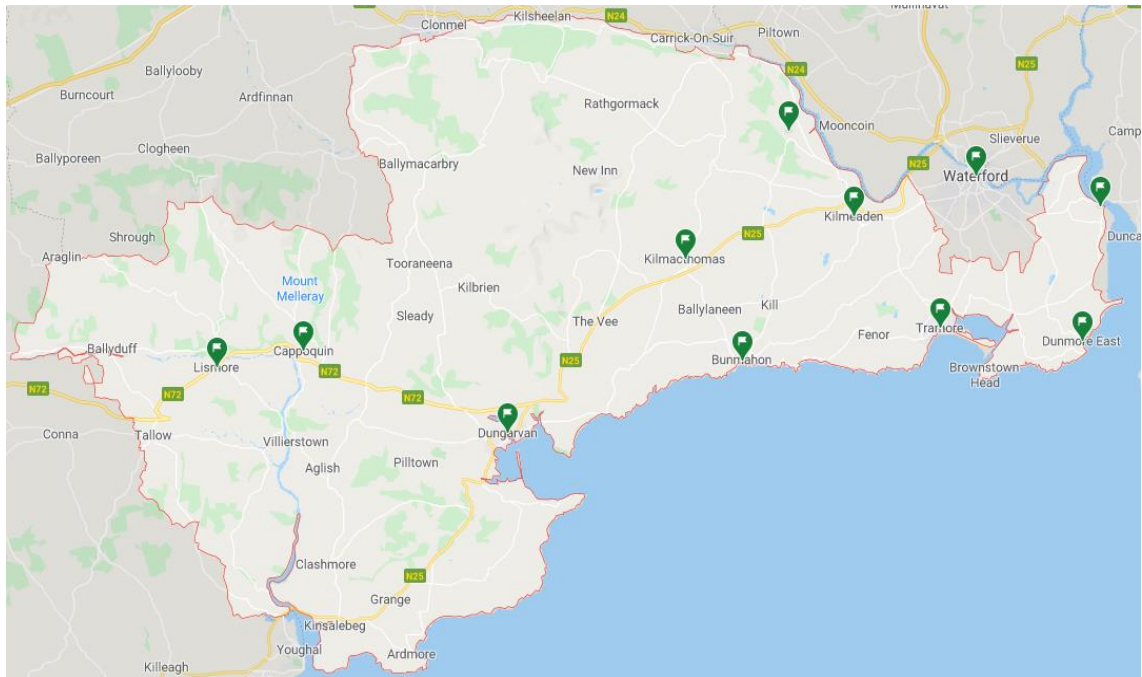 Clonmel
Kilsheelan
N24
Mullinavat
Carrick-On-Suir
Piltown
N25
Ballylooby
N24
Burncourt
Ardfinnan
Rathgormack
Mooncoin
Slieverue
Camp
Clogheen
Ballyporeen
Ballymacarbry
New Inn
N25
Waterford
Kilmeaden
Shrough
N25
Dunca
Araglin
Tooraneena
Kilmacthomas
Mount
Melleray
Kilbrien
Ballylaneen
Kill
Sleady
The Vee
Tramore
Fenor
Dunmore East
Ballyduff
Cappoquin
Bunmahon
Lismore
N25
Brownstown
Head
N72
N72
N72
N72
Conna
Tallow
Dungarvan
Villierstown
Piltown
Aglish
Clashmore
N25
Grange
Kinsalebeg
Youghal
Ardmore
Killeagh